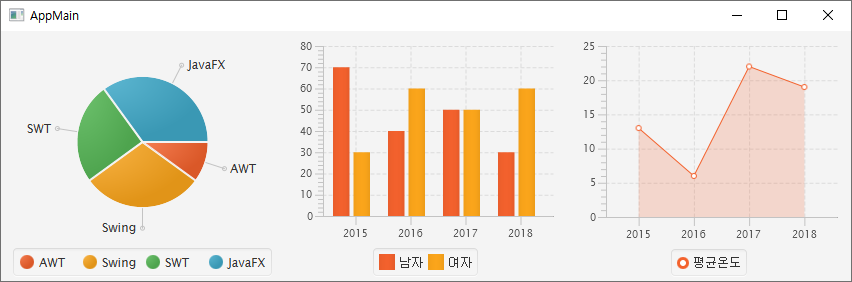 AppMain
JavaFX
SWT
AWT
Swing
AWT Swing SWT JavaFX
80
70
60
50
40
30
20
10
0
2015 2016 2017 2018
남자 여자
25
20
15
10
5
0
2015 2016 2017 2018
평균온도